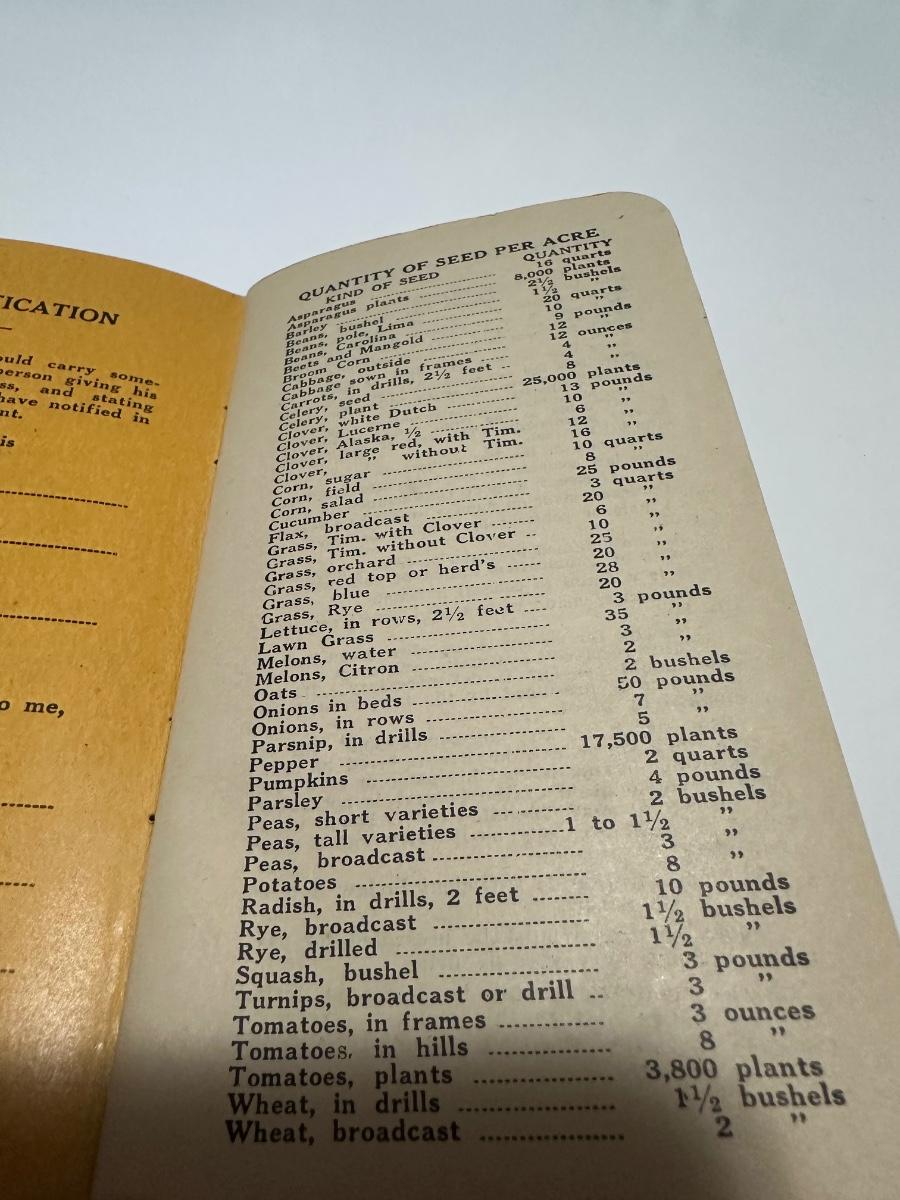 ICATION
ould carry some-
person giving his
ss, and stating
have notified in
nt.
is
o me,
QUANTITY OF SEED PER ACRE
KIND OF SEED QUANTITY
Asparagus 16 quarts
Asparagus plants 8,000 plants
Barley 2½ bushels
Beans, bushel 1½ ”
Beans, pole, Lima 20 quarts
Beans, Carolina 10 ”
Beets and Mangold 9 pounds
Broom Corn 12 ”
Cabbage, outside 12 ounces
Cabbage sown in frames 4 ”
Carrots, in drills, 2½ feet 4 ”
Celery, seed 8 ”
Celery, plant 25,000 plants
Clover, white Dutch 13 pounds
Clover, Lucerne 10 ”
Clover, Alaska, ½ 6 ”
Clover, large red, with Tim. 12 ”
Clover, ” without Tim. 16 ”
Corn, sugar 10 quarts
Corn, field 8 ”
Corn, salad 25 pounds
Cucumber 3 quarts
Flax, broadcast 20 ”
Grass, Tim. with Clover 6 ”
Grass, Tim. without Clover 10 ”
Grass, orchard 25 ”
Grass, red top or herd's 20 ”
Grass, blue 28 ”
Grass, Rye 20 ”
Lettuce, in rows, 2½ feet 3 pounds
Lawn Grass 35 ”
Melons, water 3 ”
Melons, Citron 2 ”
Oats 2 bushels
Onions in beds 50 pounds
Onions, in rows 7 ”
Parsnip, in drills 5 ”
Pepper 17,500 plants
Pumpkins 2 quarts
Parsley 4 pounds
Peas, short varieties 2 bushels
Peas, tall varieties 1 to 1½ ”
Peas, broadcast 3 ”
Potatoes 8 ”
Radish, in drills, 2 feet 10 pounds
Rye, broadcast 1½ bushels
Rye, drilled 1½ ”
Squash, bushel 3 pounds
Turnips, broadcast or drill 3 ”
Tomatoes, in frames 3 ounces
Tomatoes, in hills 8 ”
Tomatoes, plants 3,800 plants
Wheat, in drills 1½ bushels
Wheat, broadcast 2 ”